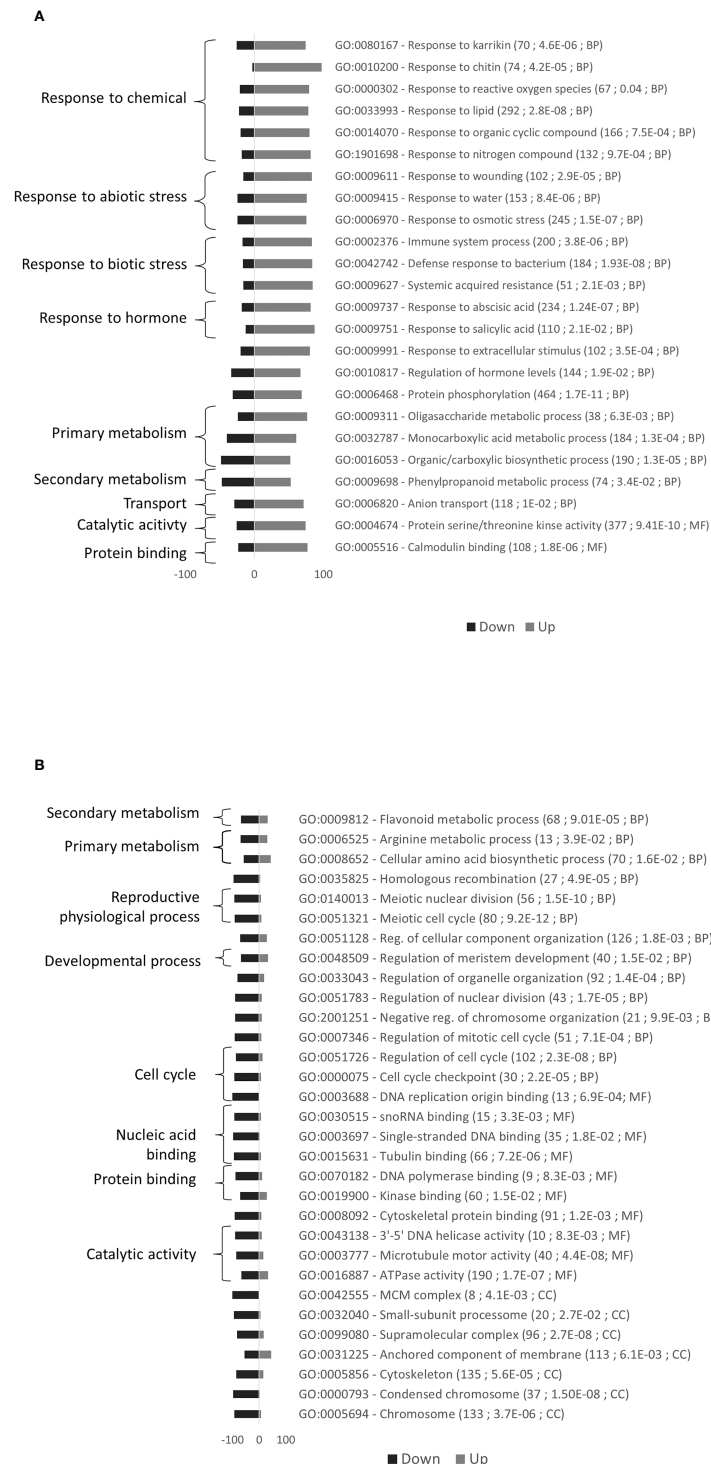 A
Response to chemical
GO:0080167 - Response to karrikin (70 ; 4.6E-06 ; BP)
GO:0010200 - Response to chitin (74 ; 4.2E-05 ; BP)
GO:0000302 - Response to reactive oxygen species (67 ; 0.04 ; BP)
GO:0033993 - Response to lipid (292 ; 2.8E-08 ; BP)
GO:0014070 - Response to organic cyclic compound (166 ; 7.5E-04 ; BP)
GO:1901698 - Response to nitrogen compound (132 ; 9.7E-04 ; BP)
Response to abiotic stress
GO:0009611 - Response to wounding (102 ; 2.9E-05 ; BP)
GO:0009415 - Response to water (153 ; 8.4E-06 ; BP)
GO:0006970 - Response to osmotic stress (245 ; 1.5E-07 ; BP)
Response to biotic stress
GO:0002376 - Immune system process (200 ; 3.8E-06 ; BP)
GO:0042742 - Defense response to bacterium (184 ; 1.93E-08 ; BP)
GO:0009627 - Systemic acquired resistance (51 ; 2.1E-03 ; BP)
Response to hormone
GO:0009737 - Response to abscisic acid (234 ; 1.24E-07 ; BP)
GO:0009751 - Response to salicylic acid (110 ; 2.1E-02 ; BP)
GO:0009991 - Response to extracellular stimulus (102 ; 3.5E-04 ; BP)
GO:0010817 - Regulation of hormone levels (144 ; 1.9E-02 ; BP)
GO:0006468 - Protein phosphorylation (464 ; 1.7E-11 ; BP)
Primary metabolism
GO:0009311 - Oligasaccharide metabolic process (38 ; 6.3E-03 ; BP)
GO:0032787 - Monocarboxylic acid metabolic process (184 ; 1.3E-04 ; BP)
GO:0016053 - Organic/carboxylic biosynthetic process (190 ; 1.3E-05 ; BP)
Secondary metabolism
GO:0009698 - Phenylpropanoid metabolic process (74 ; 3.4E-02 ; BP)
Transport
GO:0006820 - Anion transport (118 ; 1E-02 ; BP)
Catalytic acitivty
GO:0004674 - Protein serine/threonine kinse activity (377 ; 9.41E-10 ; MF)
Protein binding
GO:0005516 - Calmodulin binding (108 ; 1.8E-06 ; MF)
-100 0 100
Down Up
B
Secondary metabolism
GO:0009812 - Flavonoid metabolic process (68 ; 9.01E-05 ; BP)
Primary metabolism
GO:0006525 - Arginine metabolic process (13 ; 3.9E-02 ; BP)
GO:0008652 - Cellular amino acid biosynthetic process (70 ; 1.6E-02 ; BP)
GO:0035825 - Homologous recombination (27 ; 4.9E-05 ; BP)
Reproductive
physiological process
GO:0140013 - Meiotic nuclear division (56 ; 1.5E-10 ; BP)
GO:0051321 - Meiotic cell cycle (80 ; 9.2E-12 ; BP)
GO:0051128 - Reg. of cellular component organization (126 ; 1.8E-03 ; BP)
Developmental process
GO:0048509 - Regulation of meristem development (40 ; 1.5E-02 ; BP)
GO:0033043 - Regulation of organelle organization (92 ; 1.4E-04 ; BP)
GO:0051783 - Regulation of nuclear division (43 ; 1.7E-05 ; BP)
GO:2001251 - Negative reg. of chromosome organization (21 ; 9.9E-03 ; B
GO:0007346 - Regulation of mitotic cell cycle (51 ; 7.1E-04 ; BP)
Cell cycle
GO:0051726 - Regulation of cell cycle (102 ; 2.3E-08 ; BP)
GO:0000075 - Cell cycle checkpoint (30 ; 2.2E-05 ; BP)
GO:0003688 - DNA replication origin binding (13 ; 6.9E-04; MF)
Nucleic acid
binding
GO:0030515 - snoRNA binding (15 ; 3.3E-03 ; MF)
GO:0003697 - Single-stranded DNA binding (35 ; 1.8E-02 ; MF)
GO:0015631 - Tubulin binding (66 ; 7.2E-06 ; MF)
Protein binding
GO:0070182 - DNA polymerase binding (9 ; 8.3E-03 ; MF)
GO:0019900 - Kinase binding (60 ; 1.5E-02 ; MF)
GO:0008092 - Cytoskeletal protein binding (91 ; 1.2E-03 ; MF)
Catalytic activity
GO:0043138 - 3'-5' DNA helicase activity (10 ; 8.3E-03 ; MF)
GO:0003777 - Microtubule motor activity (40 ; 4.4E-08; MF)
GO:0016887 - ATPase activity (190 ; 1.7E-07 ; MF)
GO:0042555 - MCM complex (8 ; 4.1E-03 ; CC)
GO:0032040 - Small-subunit processome (20 ; 2.7E-02 ; CC)
GO:0099080 - Supramolecular complex (96 ; 2.7E-08 ; CC)
GO:0031225 - Anchored component of membrane (113 ; 6.1E-03 ; CC)
GO:0005856 - Cytoskeleton (135 ; 5.6E-05 ; CC)
GO:0000793 - Condensed chromosome (37 ; 1.50E-08 ; CC)
GO:0005694 - Chromosome (133 ; 3.7E-06 ; CC)
-100 0 100
Down Up